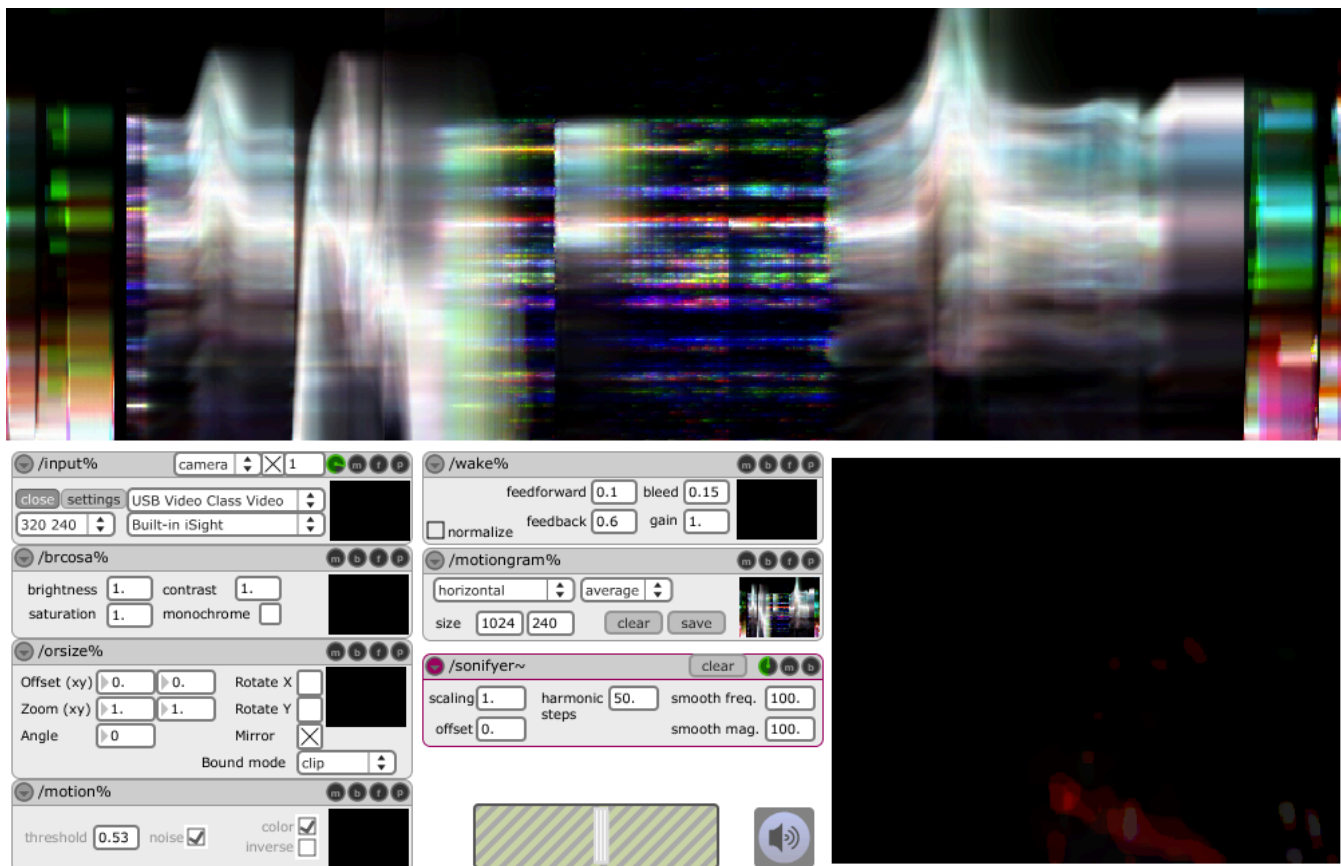 /input% camera 1 m f p
close settings USB Video Class Video
320 240 Built-in iSight
/brcosa% m b f p
brightness 1. contrast 1.
saturation 1. monochrome
/orsize% m b f p
Offset (xy) 0. 0. Rotate X
Zoom (xy) 1. 1. Rotate Y
Angle 0 Mirror
Bound mode clip
/motion% m b f p
threshold 0.53 noise color
inverse
/wake% m b f p
feedforward 0.1 bleed 0.15
normalize feedback 0.6 gain 1.
/motiongram% m b f p
horizontal average
size 1024 240 clear save
/sonifyer~ clear m b
scaling 1. harmonic 50. smooth freq. 100.
steps
offset 0. smooth mag. 100.